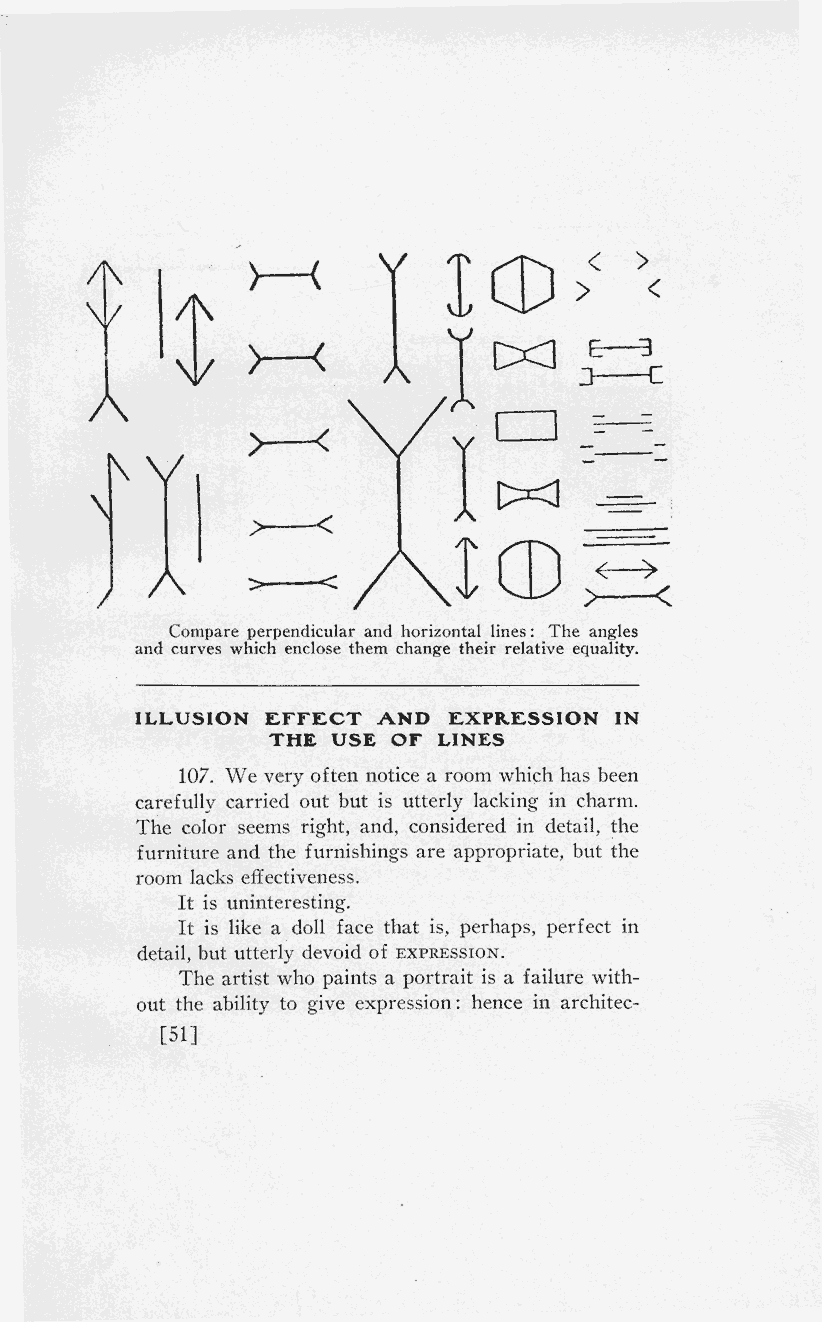 Compare perpendicular and horizontal lines: The angles
and curves which enclose them change their relative equality.
ILLUSION EFFECT AND EXPRESSION IN
THE USE OF LINES
107. We very often notice a room which has been
carefully carried out but is utterly lacking in charm.
The color seems right, and, considered in detail, the
furniture and the furnishings are appropriate, but the
room lacks effectiveness.
It is uninteresting.
It is like a doll face that is, perhaps, perfect in
detail, but utterly devoid of EXPRESSION.
The artist who paints a portrait is a failure with-
out the ability to give expression: hence in architec-
[51]